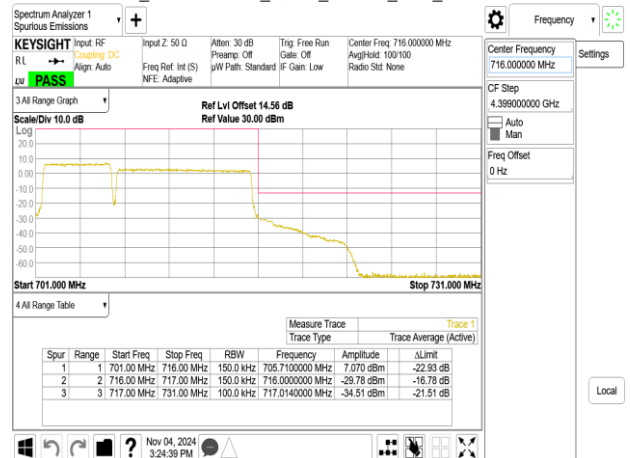 Spectrum Analyzer 1
Spurious Emissions
Frequency
KEYSIGHT
Input: RF
Input Z: 50 Ω
Atten: 30 dB
Trig: Free Run
Center Freq: 716.000000 MHz
RL
Coupling: DC
Preamp: Off
Gate: Off
Avg|Hold: 100/100
Align: Auto
Freq Ref: Int (S)
µW Path: Standard
IF Gain: Low
Radio Std: None
LXI
PASS
NFE: Adaptive
Center Frequency
716.000000 MHz
Settings
CF Step
4.399000000 GHz
Auto
Man
Freq Offset
0 Hz
3 All Range Graph
Ref Lvl Offset 14.56 dB
Scale/Div 10.0 dB
Ref Value 30.00 dBm
Log
20.0
10.0
0.00
-10.0
-20.0
-30.0
-40.0
-50.0
-60.0
Start 701.000 MHz
Stop 731.000 MHz
4 All Range Table
Measure Trace Trace 1
Trace Type Trace Average (Active)
Spur Range Start Freq Stop Freq RBW Frequency Amplitude ΔLimit
1 1 701.00 MHz 716.00 MHz 150.0 kHz 705.7100000 MHz 7.070 dBm -22.93 dB
2 2 716.00 MHz 717.00 MHz 150.0 kHz 716.0000000 MHz -29.78 dBm -16.78 dB
3 3 717.00 MHz 731.00 MHz 100.0 kHz 717.0140000 MHz -34.51 dBm -21.51 dB
Local
Nov 04, 2024
3:24:39 PM